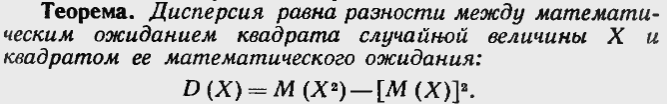 Теорема. Дисперсия равна разности между математи-
ческим ожиданием квадрата случайной величины X и
квадратом ее математического ожидания:
D (X) = M (X²) — [M (X)]².